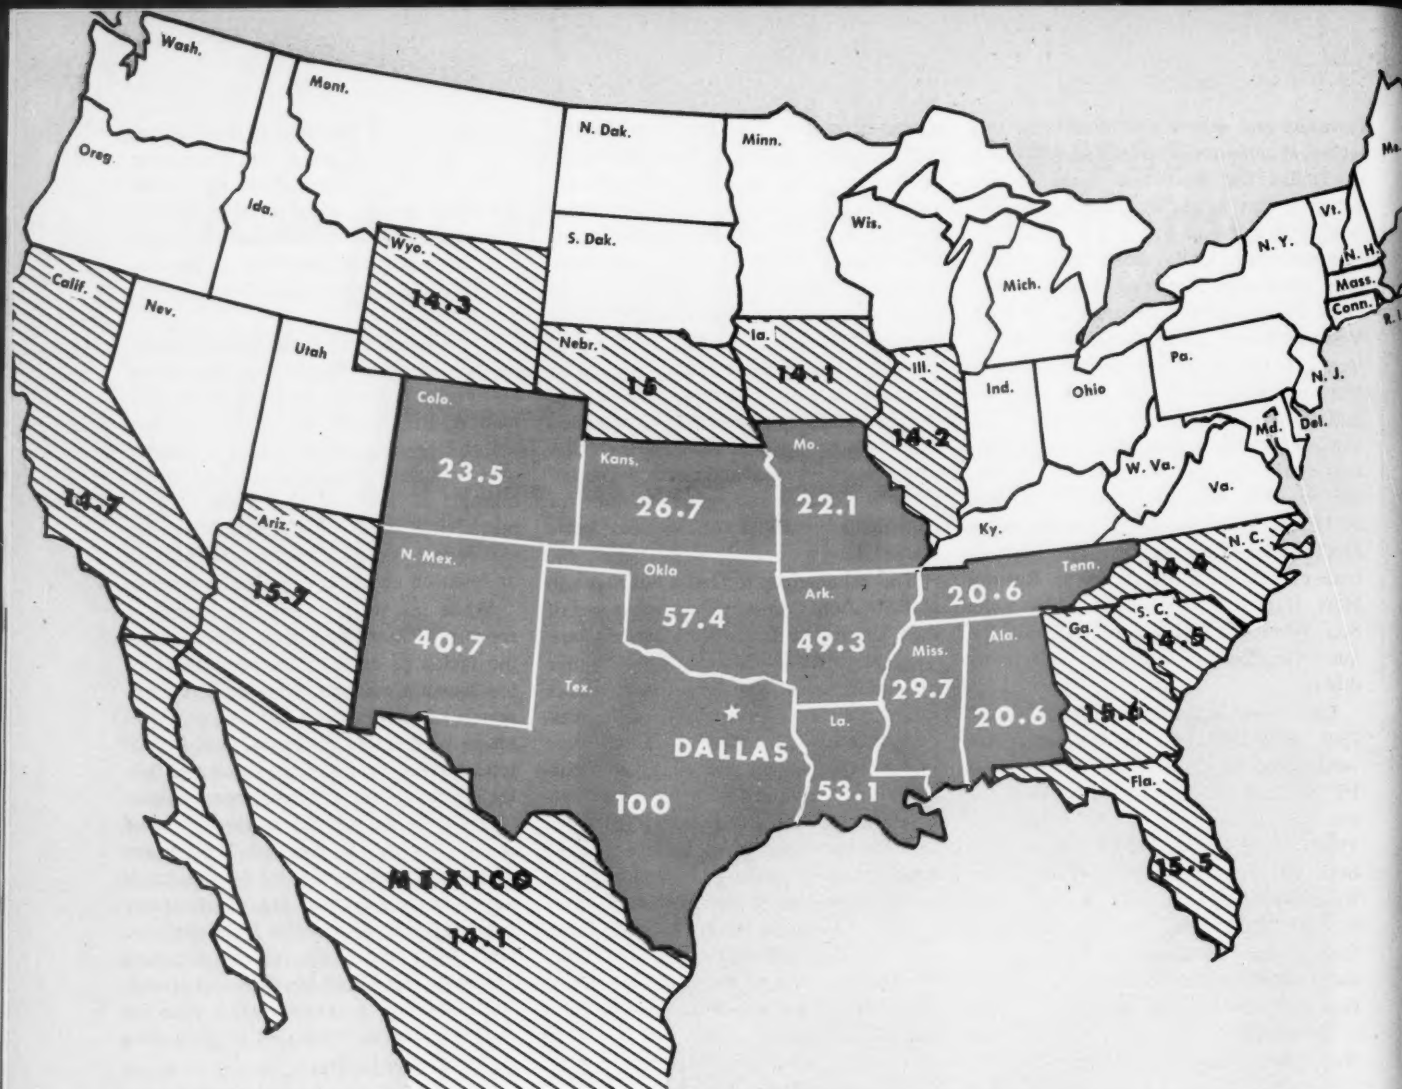 Wash.
Mont.
N. Dak.
Minn.
Oreg.
Ida.
S. Dak.
Wis.
Mich.
N. Y.
Vt.
N. H.
Me.
Mass.
Conn.
R. I.
Wyo.
14.3
Calif.
14.7
Nev.
Utah
Nebr.
15
Ia.
14.1
Ill.
14.2
Ind.
Ohio
Pa.
N. J.
Md.
Del.
W. Va.
Va.
Ky.
Colo.
23.5
Kans.
26.7
Mo.
22.1
Ariz.
15.7
N. Mex.
40.7
Okla
57.4
Ark.
49.3
Tenn.
20.6
N. C.
14.4
S. C.
14.5
Ga.
15.6
Miss.
29.7
Ala.
20.6
Tex.
DALLAS
100
La.
53.1
Fla.
15.5
MEXICO
14.1